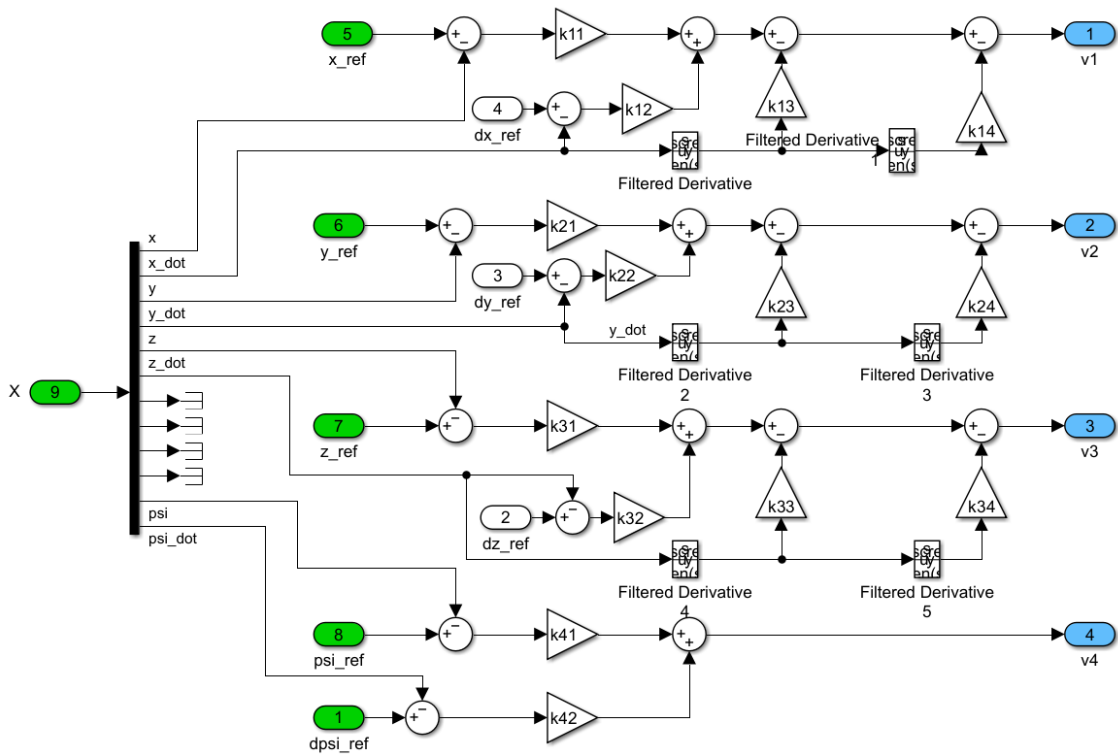 5
x_ref
+
−
k11
+
+
+
−
+
−
1
v1
4
dx_ref
+
−
k12
k13
k14
Filtered Derivative
Filtered Derivative
1
6
y_ref
+
−
k21
+
+
+
−
+
−
2
v2
3
dy_ref
+
−
k22
k23
k24
y_dot
Filtered Derivative
2
Filtered Derivative
3
x
x_dot
y
y_dot
z
z_dot
psi
psi_dot
X
9
7
z_ref
+
−
k31
+
+
+
−
+
−
3
v3
2
dz_ref
+
−
k32
k33
k34
Filtered Derivative
4
Filtered Derivative
5
8
psi_ref
+
−
k41
+
+
4
v4
1
dpsi_ref
+
−
k42